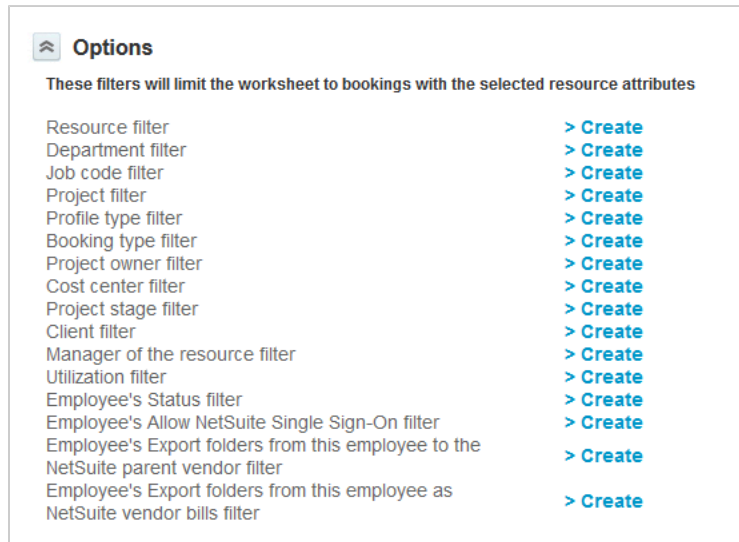 Options
These filters will limit the worksheet to bookings with the selected resource attributes
Resource filter > Create
Department filter > Create
Job code filter > Create
Project filter > Create
Profile type filter > Create
Booking type filter > Create
Project owner filter > Create
Cost center filter > Create
Project stage filter > Create
Client filter > Create
Manager of the resource filter > Create
Utilization filter > Create
Employee's Status filter > Create
Employee's Allow NetSuite Single Sign-On filter > Create
Employee's Export folders from this employee to the
NetSuite parent vendor filter > Create
Employee's Export folders from this employee as
NetSuite vendor bills filter > Create